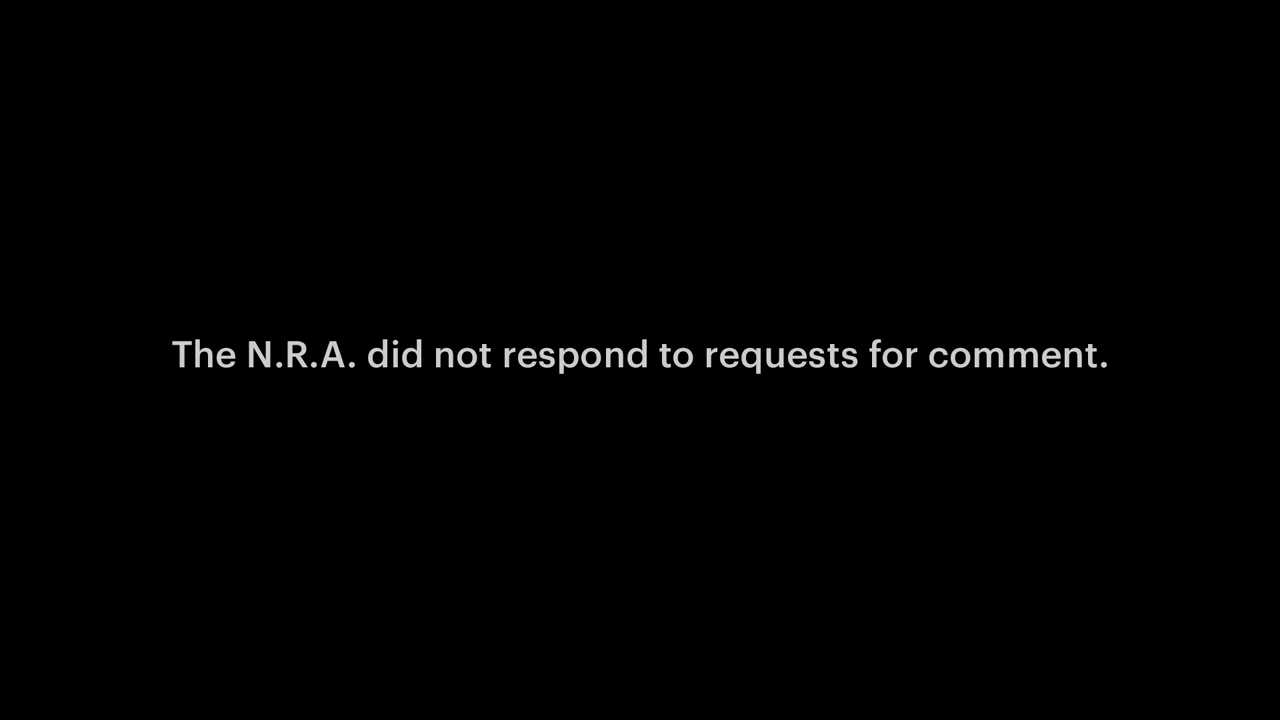 The N.R.A. did not respond to requests for comment.